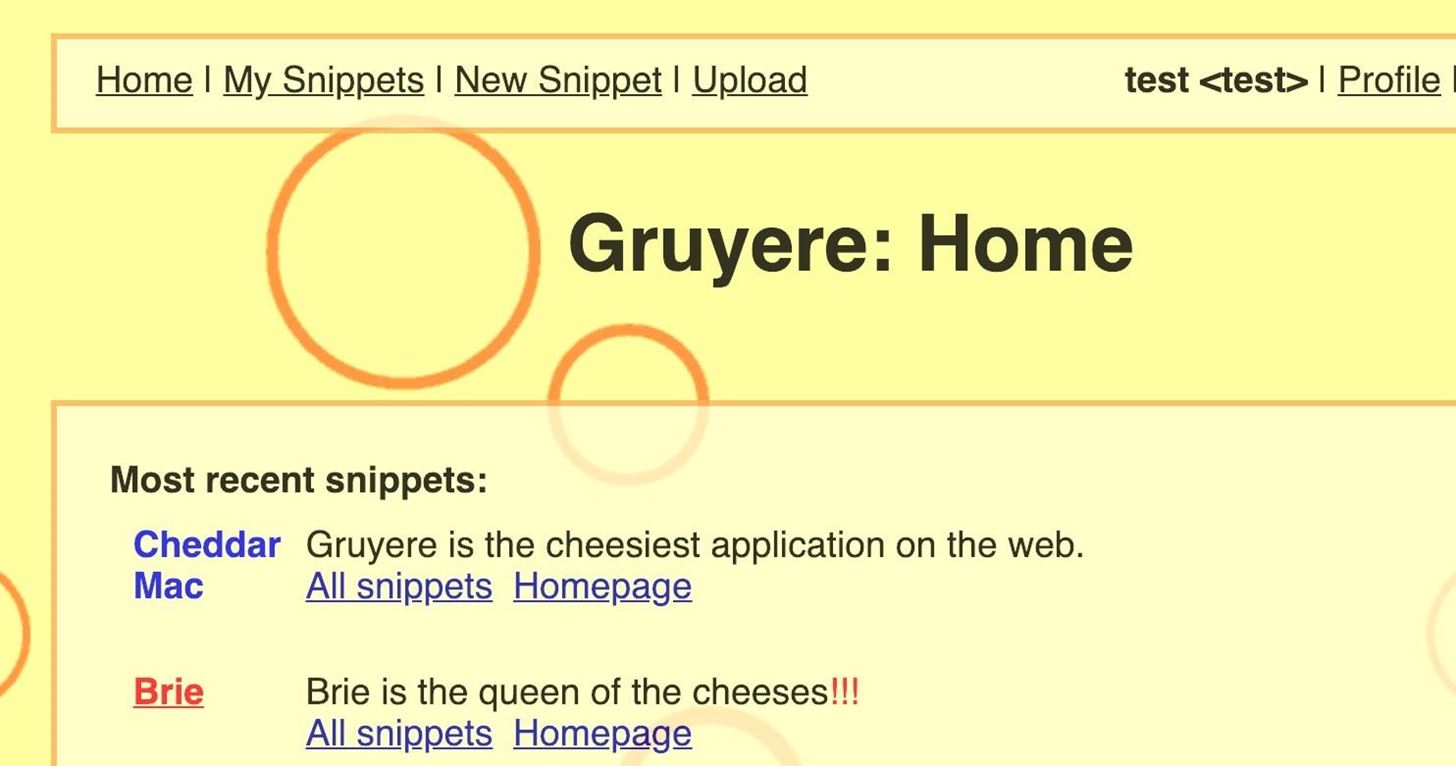 Home | My Snippets | New Snippet | Upload test <test> | Profile |
Gruyere: Home
Most recent snippets:
Cheddar Gruyere is the cheesiest application on the web.
Mac All snippets Homepage
Brie Brie is the queen of the cheeses!!!
All snippets Homepage